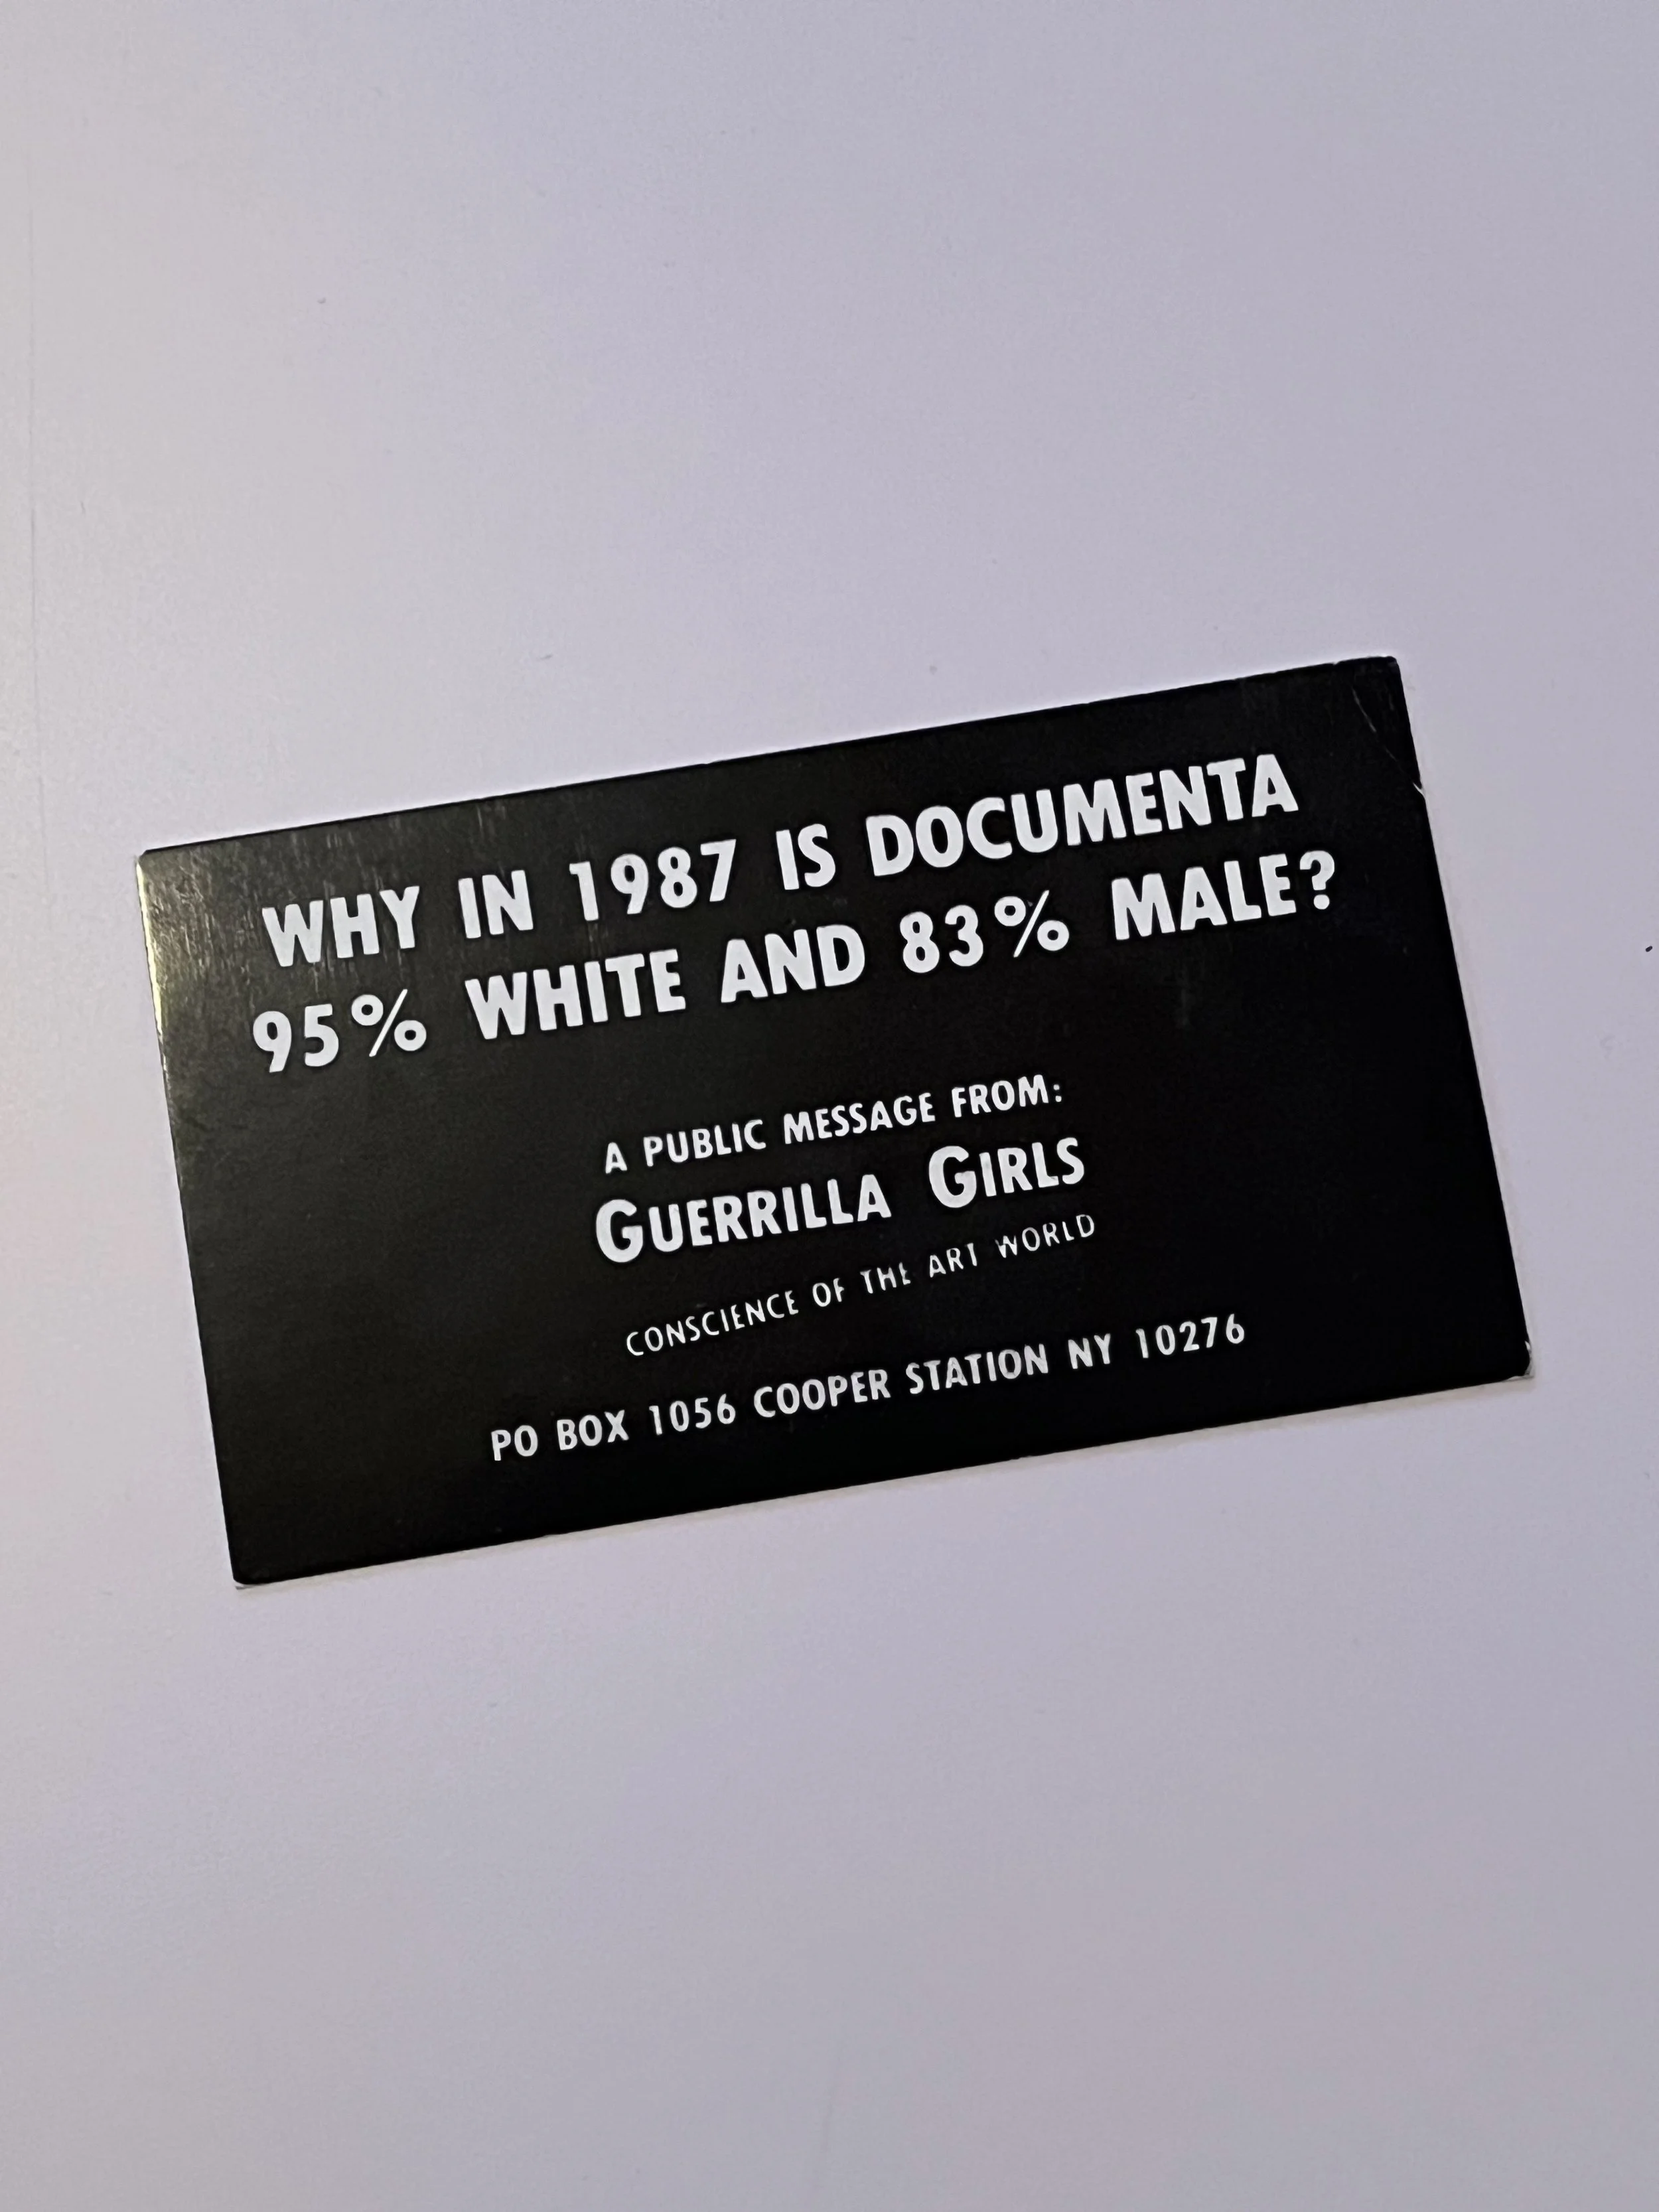 WHY IN 1987 IS DOCUMENTA
95% WHITE AND 83% MALE?
A PUBLIC MESSAGE FROM:
GUERRILLA GIRLS
CONSCIENCE OF THE ART WORLD
PO BOX 1056 COOPER STATION NY 10276